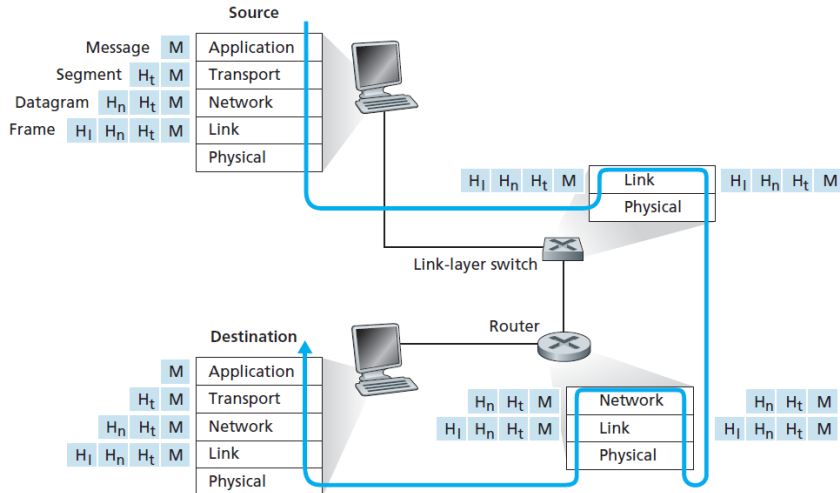 Source
Message M Application
Segment Ht M Transport
Datagram Hn Ht M Network
Frame Hl Hn Ht M Link
Physical
Hl Hn Ht M Link Hl Hn Ht M
Physical
Link-layer switch
Router
Destination
M Application
Ht M Transport
Hn Ht M Network
Hl Hn Ht M Link
Physical
Hn Ht M Network Hn Ht M
Hl Hn Ht M Link Hl Hn Ht M
Physical